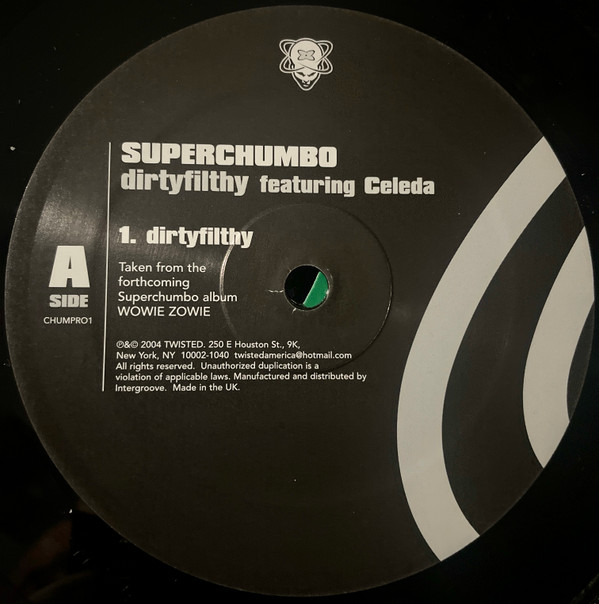 SUPERCHUMBO
dirtyfilthy featuring Celeda
1. dirtyfilthy
A
SIDE
CHUMPRO1
Taken from the
forthcoming
Superchumbo album
WOWIE ZOWIE
℗&© 2004 TWISTED. 250 E Houston St., 9K,
New York, NY 10002-1040 twistedamerica@hotmail.com
All rights reserved. Unauthorized duplication is a
violation of applicable laws. Manufactured and distributed by
Intergroove. Made in the UK.